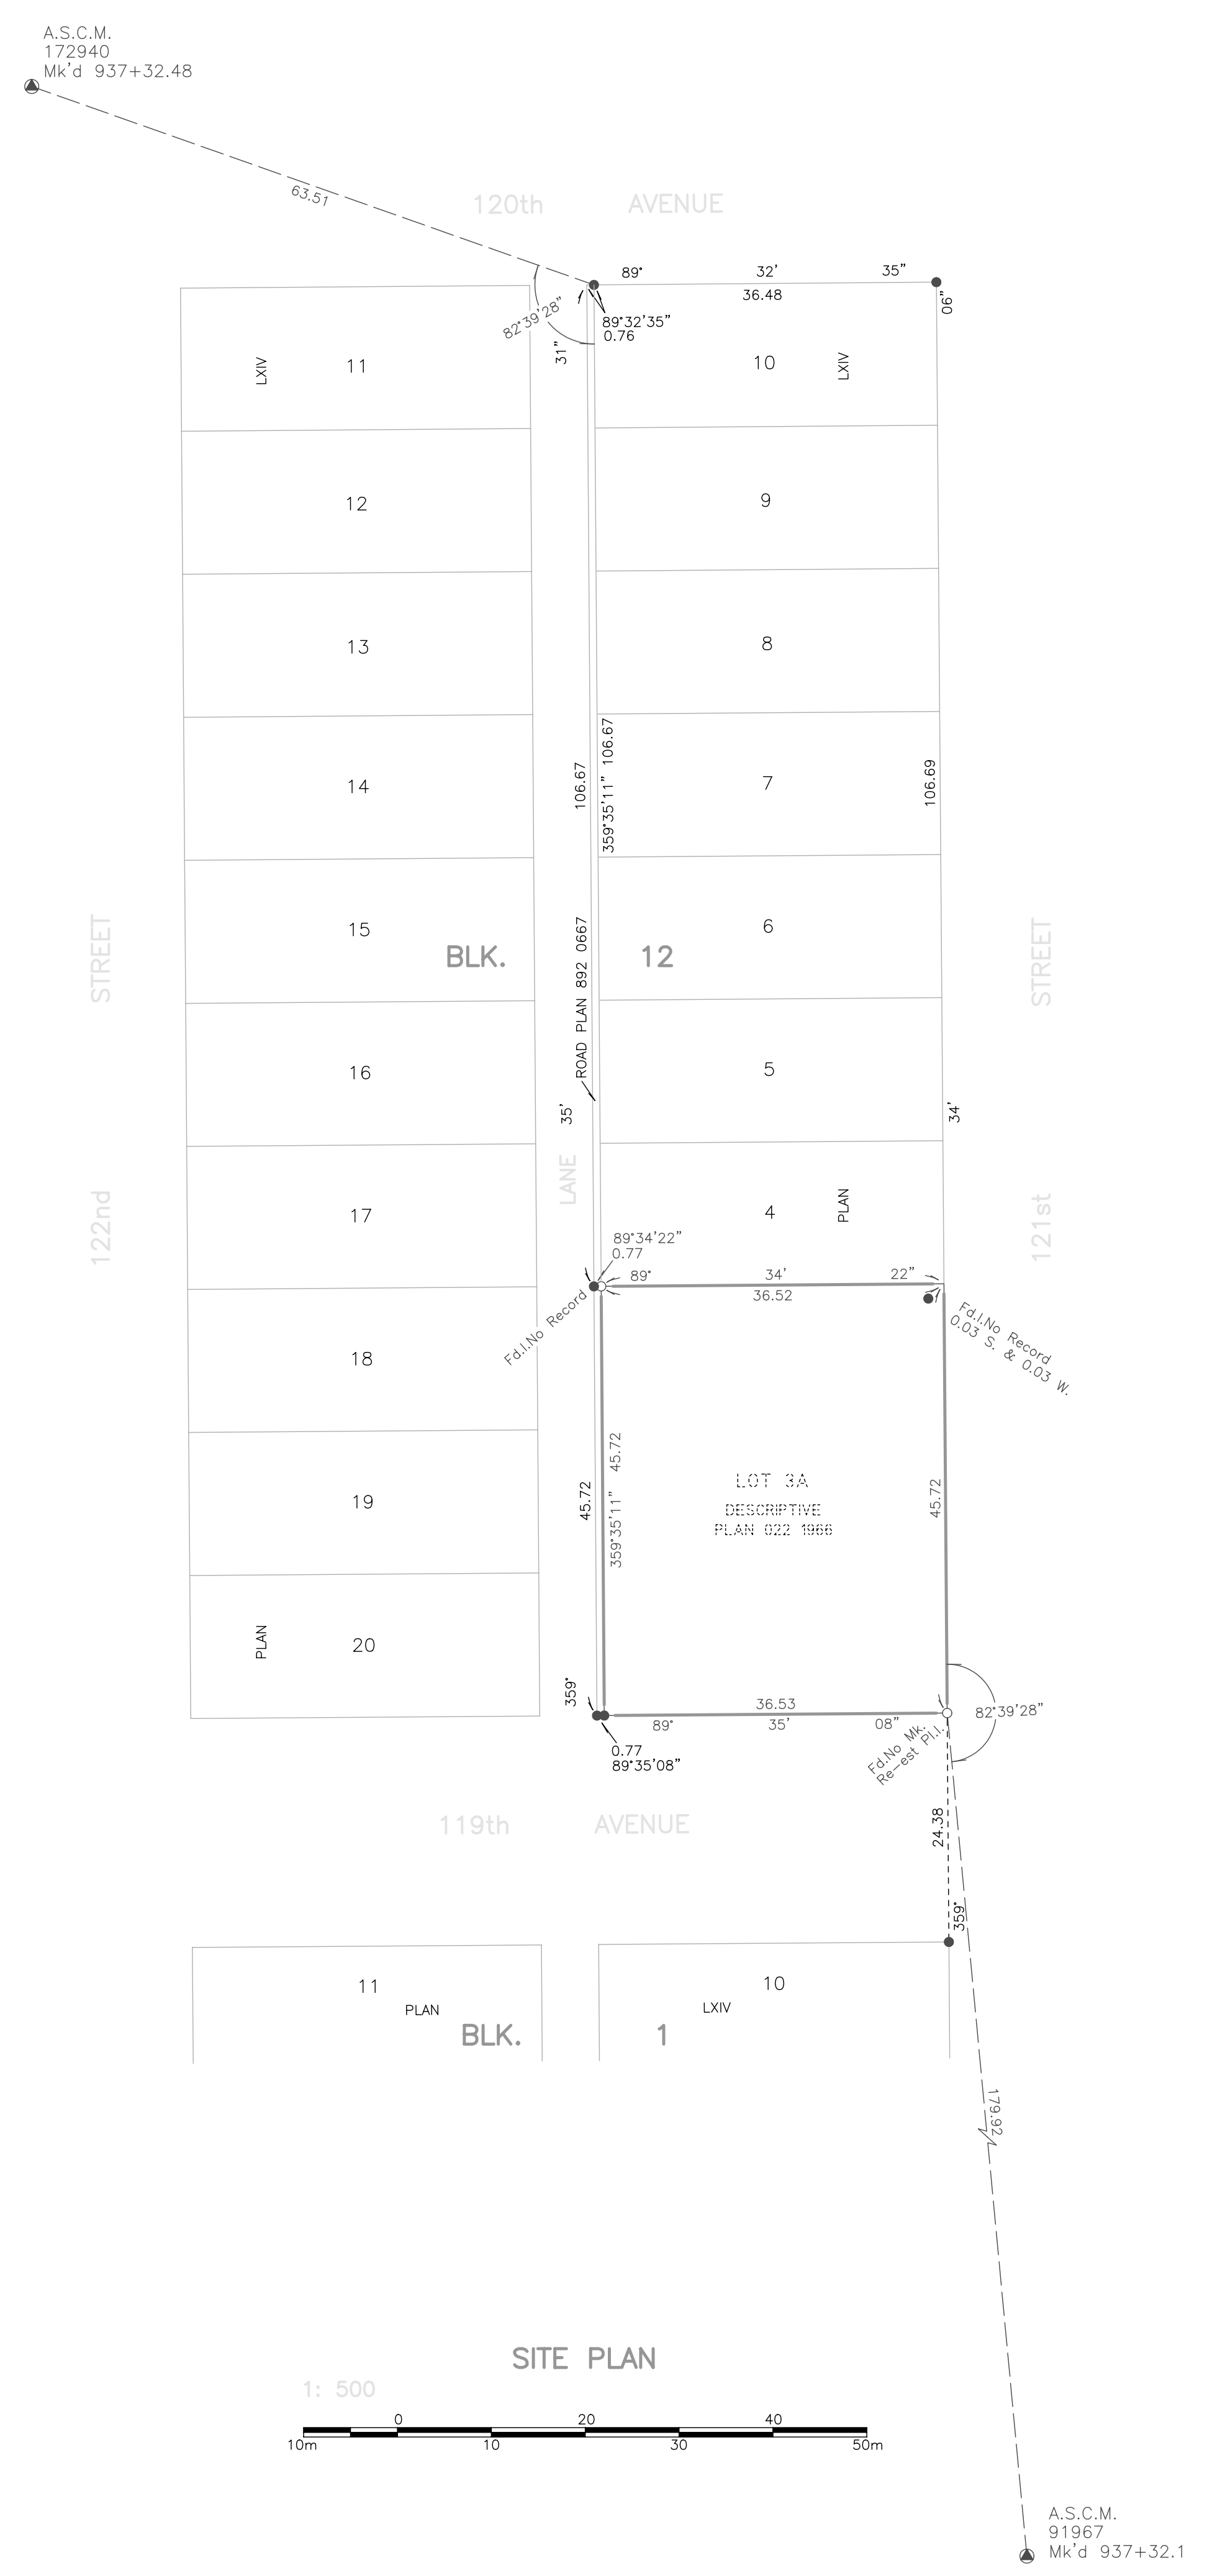 A.S.C.M.
172940
Mk'd 937+32.48
63.51
120th AVENUE
89° 32' 35"
36.48
06"
82°39'28"
89°32'35"
0.76
31"
LXIV
11
10
LXIV
12
9
13
8
14
7
106.67
359°35'11" 106.67
106.69
15
6
STREET
BLK. 12
STREET
ROAD PLAN 892 0667
16
5
35'
34'
LANE
122nd
17
4
PLAN
121st
89°34'22"
0.77
89° 34' 22"
36.52
Fd.I.No Record
Fd.I.No Record
0.03 S. & 0.03 W.
18
45.72
359°35'11" 45.72
45.72
LOT 3A
DESCRIPTIVE
PLAN 022 1966
19
PLAN
20
359°
36.53
89° 35' 08"
82°39'28"
0.77
89°35'08"
Fd.No Mk.
Re-est Pl.I.
119th AVENUE
24.38
359°
11
10
PLAN
LXIV
BLK. 1
179.92
SITE PLAN
1: 500
0 20 40
10m 10 30 50m
A.S.C.M.
91967
Mk'd 937+32.1